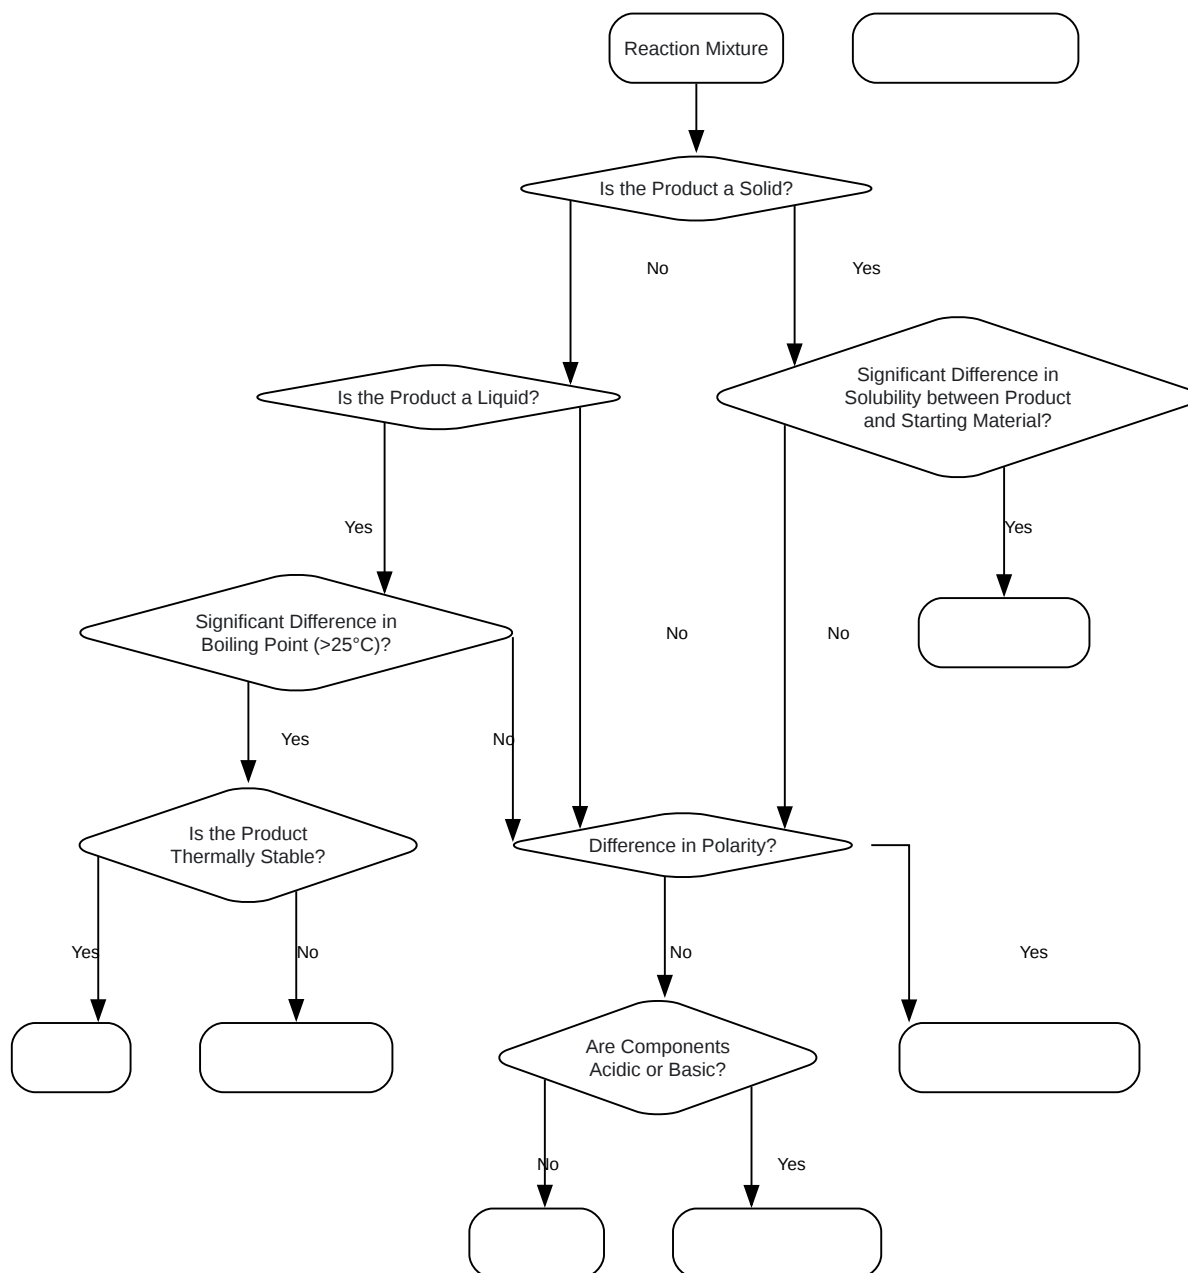 Reaction Mixture
Is the Product a Solid?
No
Yes
Significant Difference in
Solubility between Product
and Starting Material?
Is the Product a Liquid?
Yes
Yes
Significant Difference in
Boiling Point (>25°C)?
No
No
Yes
No
Is the Product
Thermally Stable?
Difference in Polarity?
Yes
No
No
Yes
Are Components
Acidic or Basic?
No
Yes